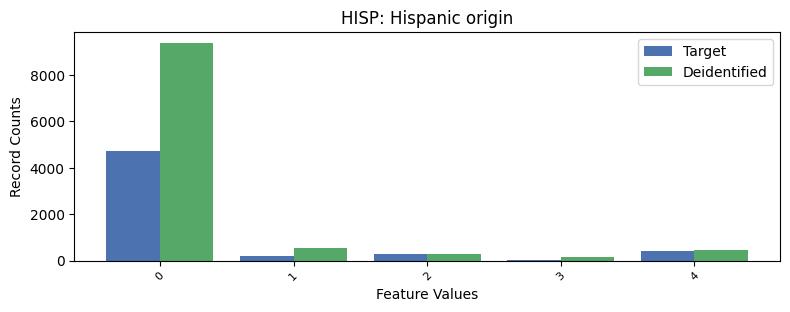 HISP: Hispanic origin
Target
Deidentified
Record Counts
8000
6000
4000
2000
0
0 1 2 3 4
Feature Values